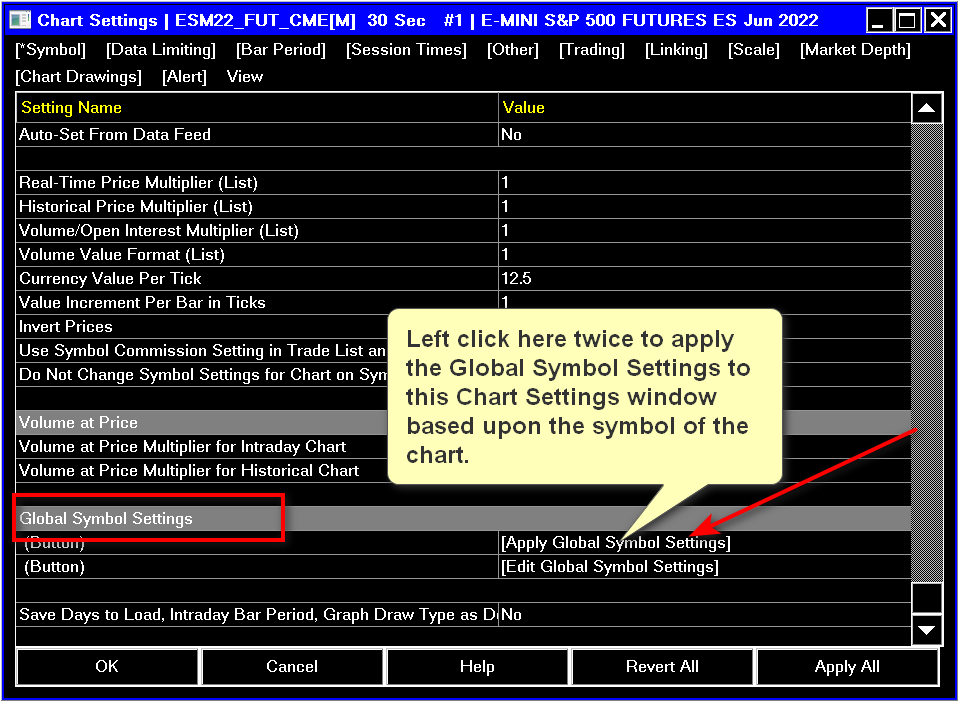 Chart Settings | ESM22_FUT_CME[M]  30 Sec   #1 | E-MINI S&P 500 FUTURES ES Jun 2022
[*Symbol] [Data Limiting] [Bar Period] [Session Times] [Other] [Trading] [Linking] [Scale] [Market Depth]
[Chart Drawings] [Alert] View
Setting Name Value
Auto-Set From Data Feed No
Real-Time Price Multiplier (List) 1
Historical Price Multiplier (List) 1
Volume/Open Interest Multiplier (List) 1
Volume Value Format (List) 1
Currency Value Per Tick 12.5
Value Increment Per Bar in Ticks 1
Invert Prices
Use Symbol Commission Setting in Trade List an
Do Not Change Symbol Settings for Chart on Sym
Left click here twice to apply
the Global Symbol Settings to
this Chart Settings window
based upon the symbol of the
chart.
Volume at Price
Volume at Price Multiplier for Intraday Chart
Volume at Price Multiplier for Historical Chart
Global Symbol Settings
(Button) [Apply Global Symbol Settings]
(Button) [Edit Global Symbol Settings]
Save Days to Load, Intraday Bar Period, Graph Draw Type as D No
OK Cancel Help Revert All Apply All